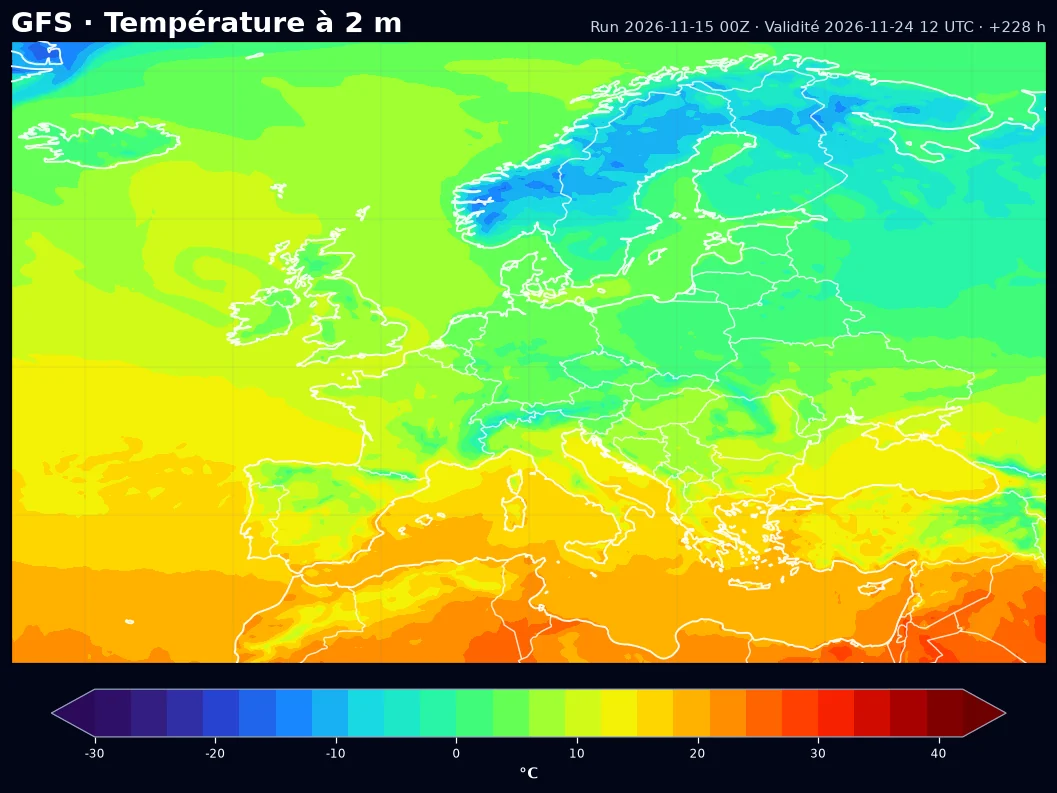 GFS · Température à 2 m
Run 2026-11-15 00Z · Validité 2026-11-24 12 UTC · +228 h
-30 -20 -10 0 10 20 30 40
°C